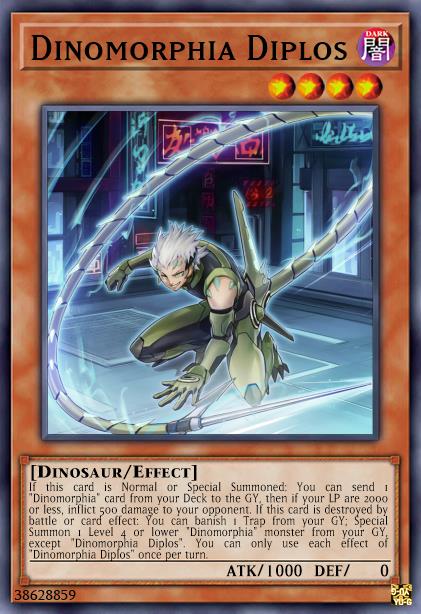 Dinomorphia Diplos
DARK
闇
[Dinosaur/Effect]
If this card is Normal or Special Summoned: You can send 1
"Dinomorphia" card from your Deck to the GY, then if your LP are 2000
or less, inflict 500 damage to your opponent. If this card is destroyed by
battle or card effect: You can banish 1 Trap from your GY; Special
Summon 1 Level 4 or lower "Dinomorphia" monster from your GY,
except "Dinomorphia Diplos". You can only use each effect of
"Dinomorphia Diplos" once per turn.
ATK/1000 DEF/ 0
38628859